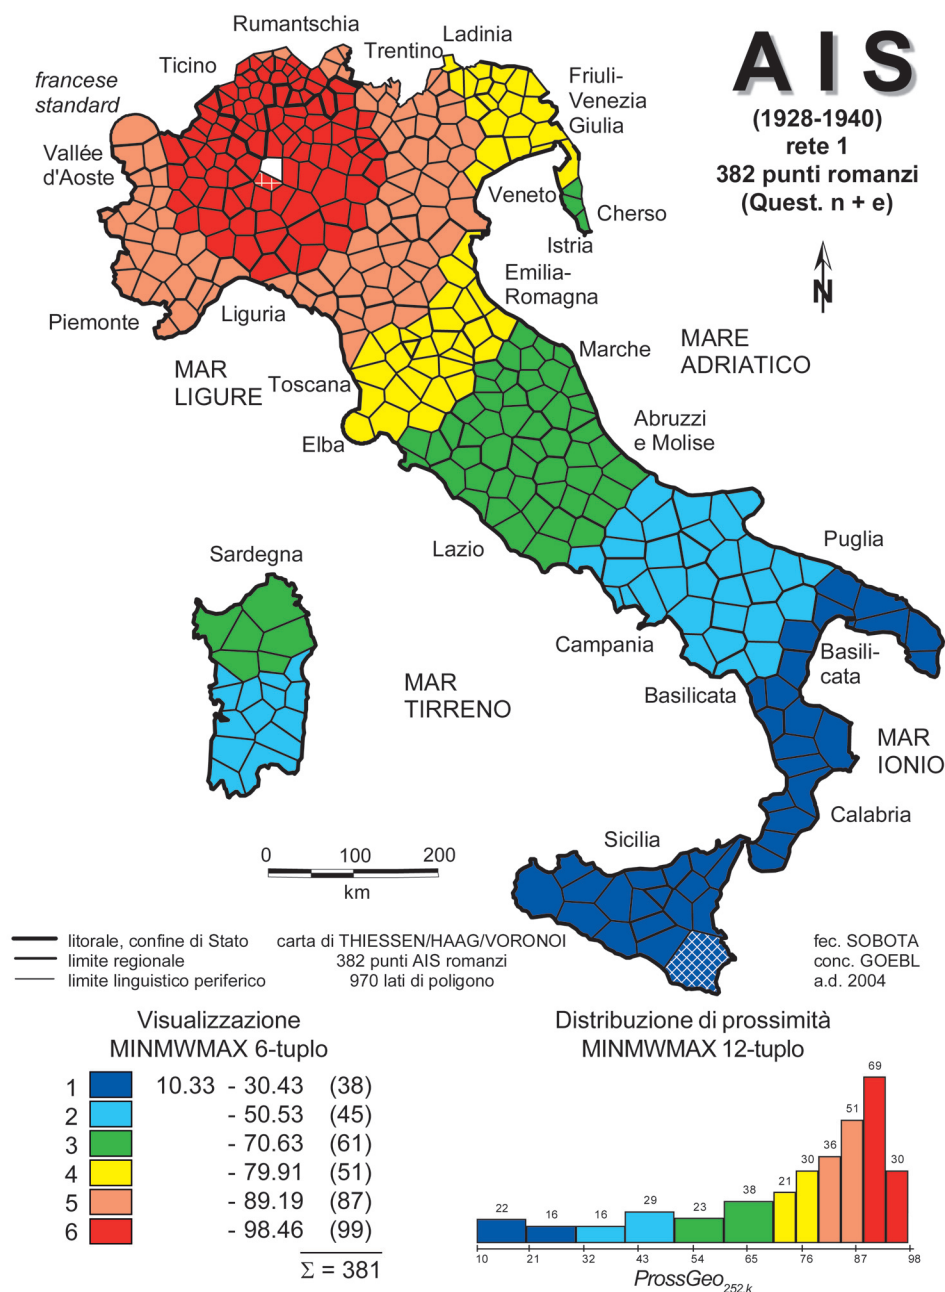 AIS
(1928-1940)
rete 1
382 punti romanzi
(Quest. n + e)
N
Rumantschia
Ladinia
Trentino
Ticino
francese
standard
Friuli-
Venezia
Giulia
Vallée
d'Aoste
Veneto
Cherso
Istria
Emilia-
Romagna
Piemonte
Liguria
MAR
LIGURE
Toscana
Marche
MARE
ADRIATICO
Elba
Abruzzi
e Molise
Lazio
Puglia
Sardegna
Campania
Basili-
cata
Basilicata
MAR
TIRRENO
MAR
IONIO
Calabria
Sicilia
0 100 200
km
litorale, confine di Stato
limite regionale
limite linguistico periferico
carta di THIESSEN/HAAG/VORONOI
382 punti AIS romanzi
970 lati di poligono
fec. SOBOTA
conc. GOEBL
a.d. 2004
Visualizzazione
MINMWMAX 6-tuplo
1 10.33 - 30.43 (38)
2 - 50.53 (45)
3 - 70.63 (61)
4 - 79.91 (51)
5 - 89.19 (87)
6 - 98.46 (99)
Σ = 381
Distribuzione di prossimità
MINMWMAX 12-tuplo
22 16 16 29 23 38 21 30 36 51 69 30
10 21 32 43 54 65 76 87 98
ProssGeo252,k